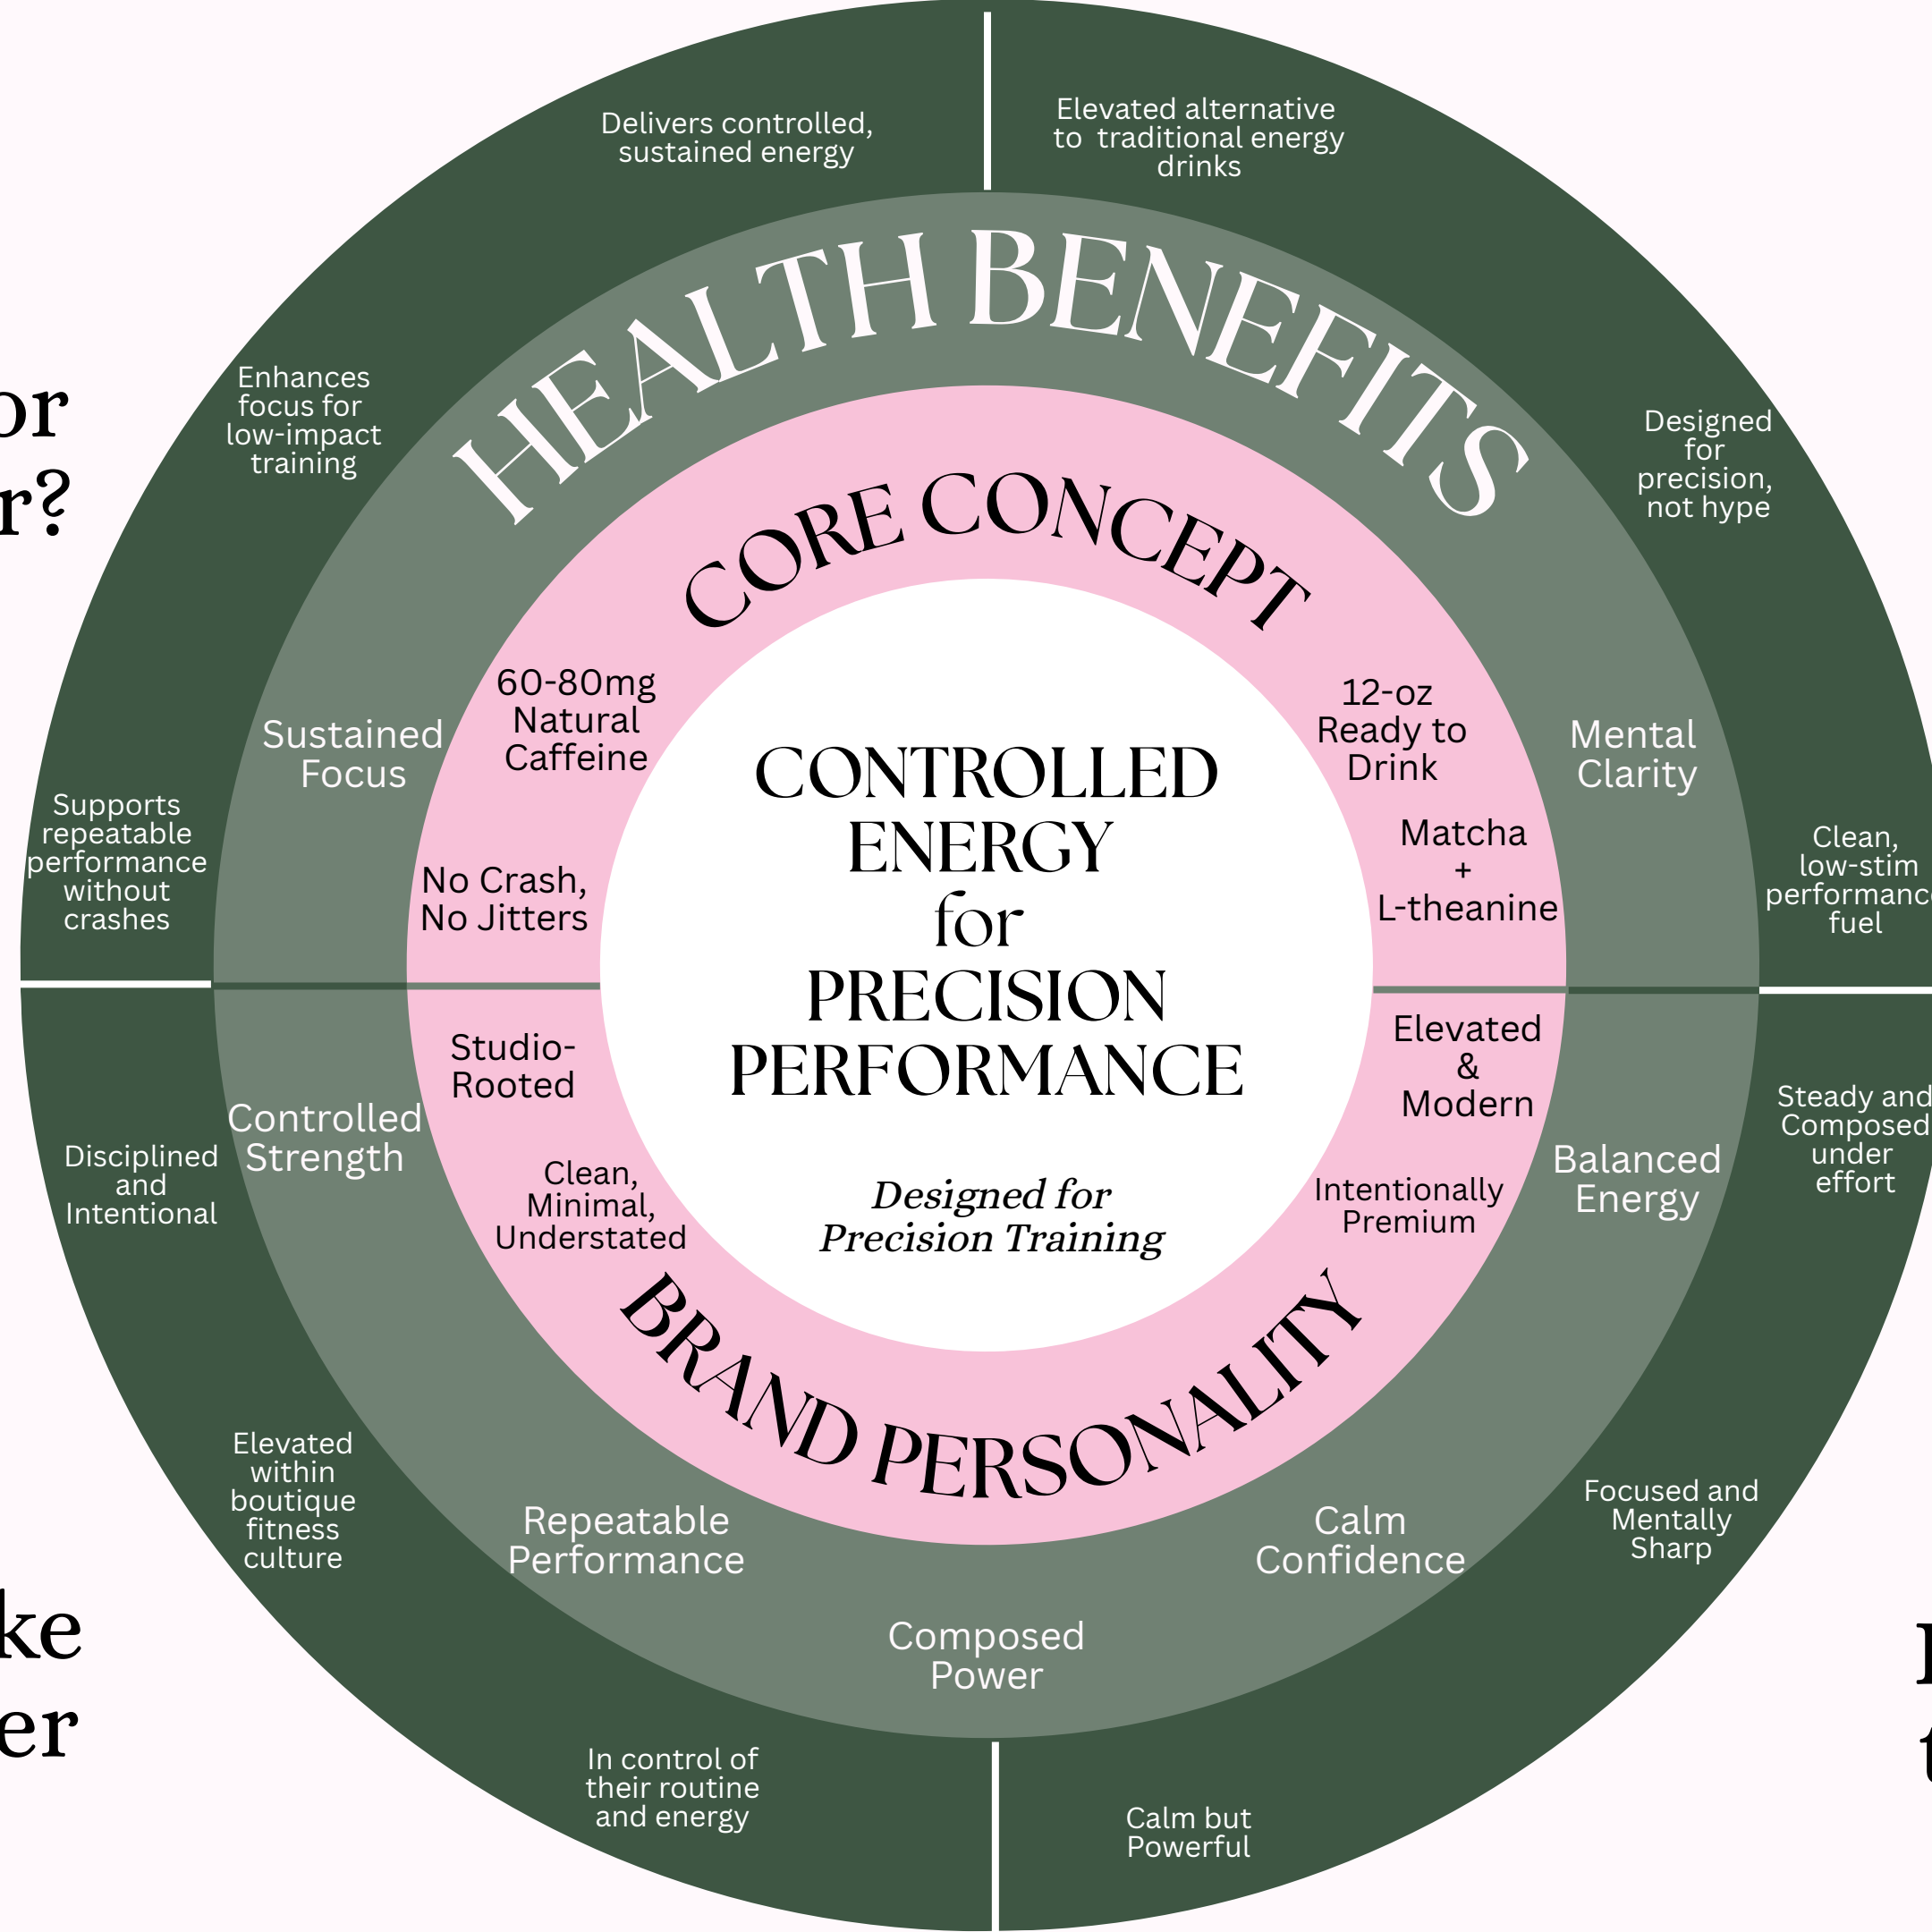 Delivers controlled,
sustained energy
Elevated alternative
to traditional energy
drinks
HEALTH BENEFITS
Enhances
focus for
low-impact
training
or
r?
Designed
for
precision,
not hype
CORE CONCEPT
60-80mg
Natural
Caffeine
12-oz
Ready to
Drink
Sustained
Focus
Mental
Clarity
Supports
repeatable
performance
without
crashes
No Crash,
No Jitters
Matcha
+
L-theanine
Clean,
low-stim
performance
fuel
CONTROLLED
ENERGY
for
PRECISION
PERFORMANCE
Designed for
Precision Training
Studio-
Rooted
Elevated
&
Modern
Controlled
Strength
Balanced
Energy
Disciplined
and
Intentional
Steady and
Composed
under
effort
Clean,
Minimal,
Understated
Intentionally
Premium
BRAND PERSONALITY
Elevated
within
boutique
fitness
culture
Repeatable
Performance
Calm
Confidence
Focused and
Mentally
Sharp
Composed
Power
ke
er
In control of
their routine
and energy
Calm but
Powerful